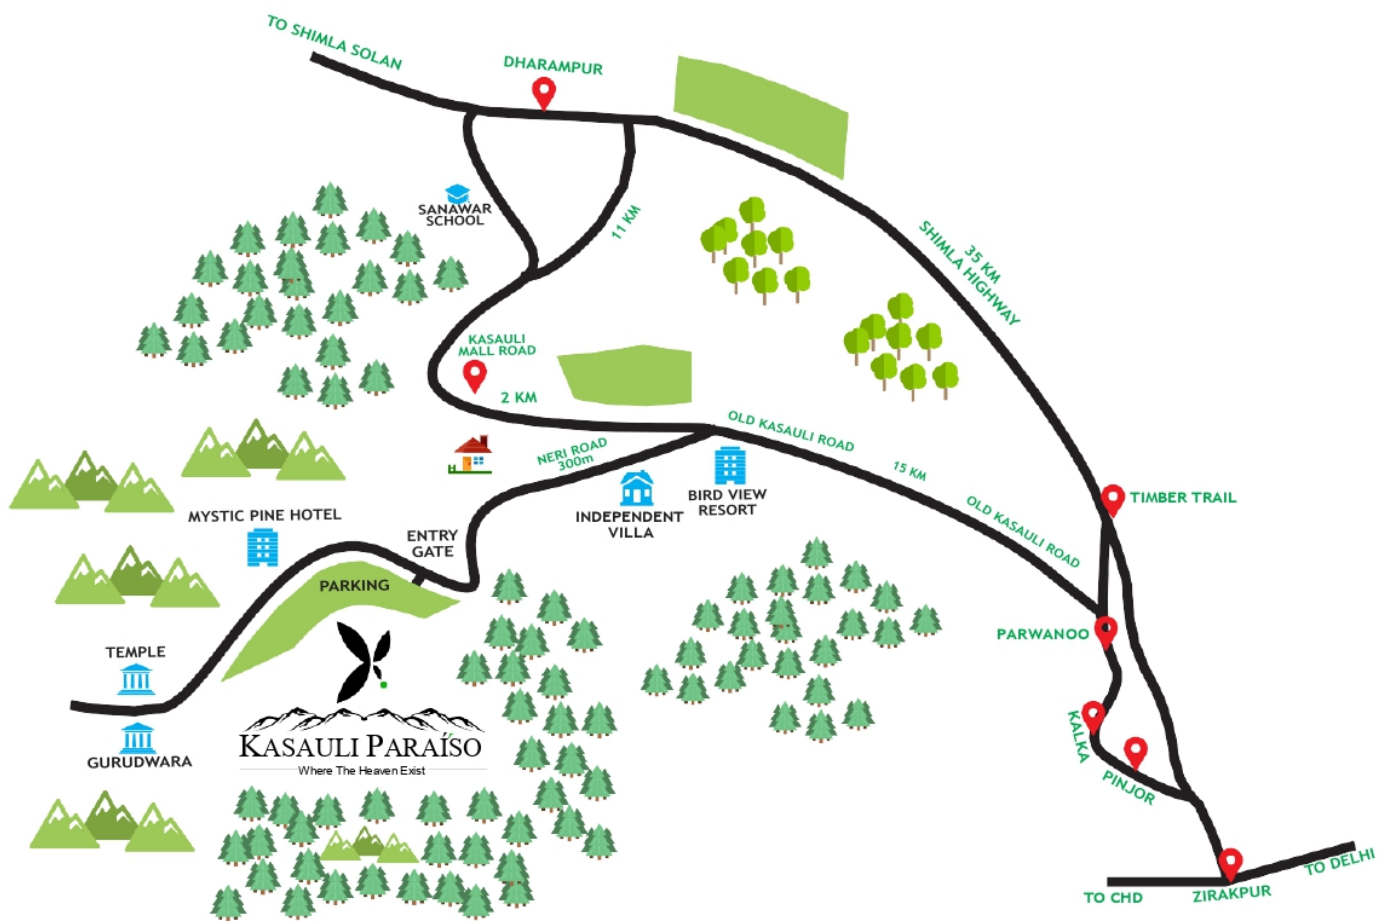 TO SHIMLA SOLAN
DHARAMPUR
SANAWAR
SCHOOL
11 KM
35 KM
SHIMLA HIGHWAY
KASAULI
MALL ROAD
2 KM
OLD KASAULI ROAD
15 KM
OLD KASAULI ROAD
NERI ROAD
300m
BIRD VIEW
RESORT
INDEPENDENT
VILLA
TIMBER TRAIL
MYSTIC PINE HOTEL
ENTRY
GATE
PARKING
PARWANOO
TEMPLE
GURUDWARA
KASAULI PARAÍSO
Where The Heaven Exist
KALKA
PINJOR
TO CHD
ZIRAKPUR
TO DELHI